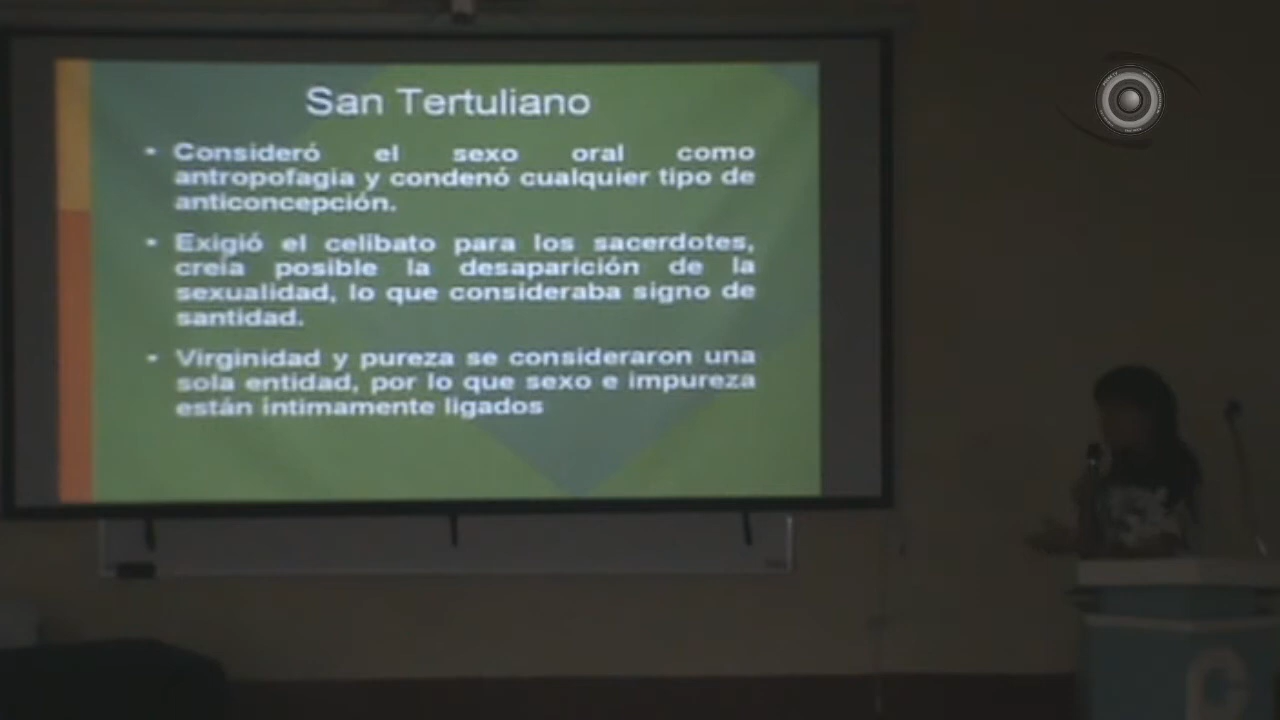 San Tertuliano
• Consideró el sexo oral como
antropofagia y condenó cualquier tipo de
anticoncepción.
• Exigió el celibato para los sacerdotes,
creía posible la desaparición de la
sexualidad, lo que consideraba signo de
santidad.
• Virginidad y pureza se consideraron una
sola entidad, por lo que sexo e impureza
están íntimamente ligados